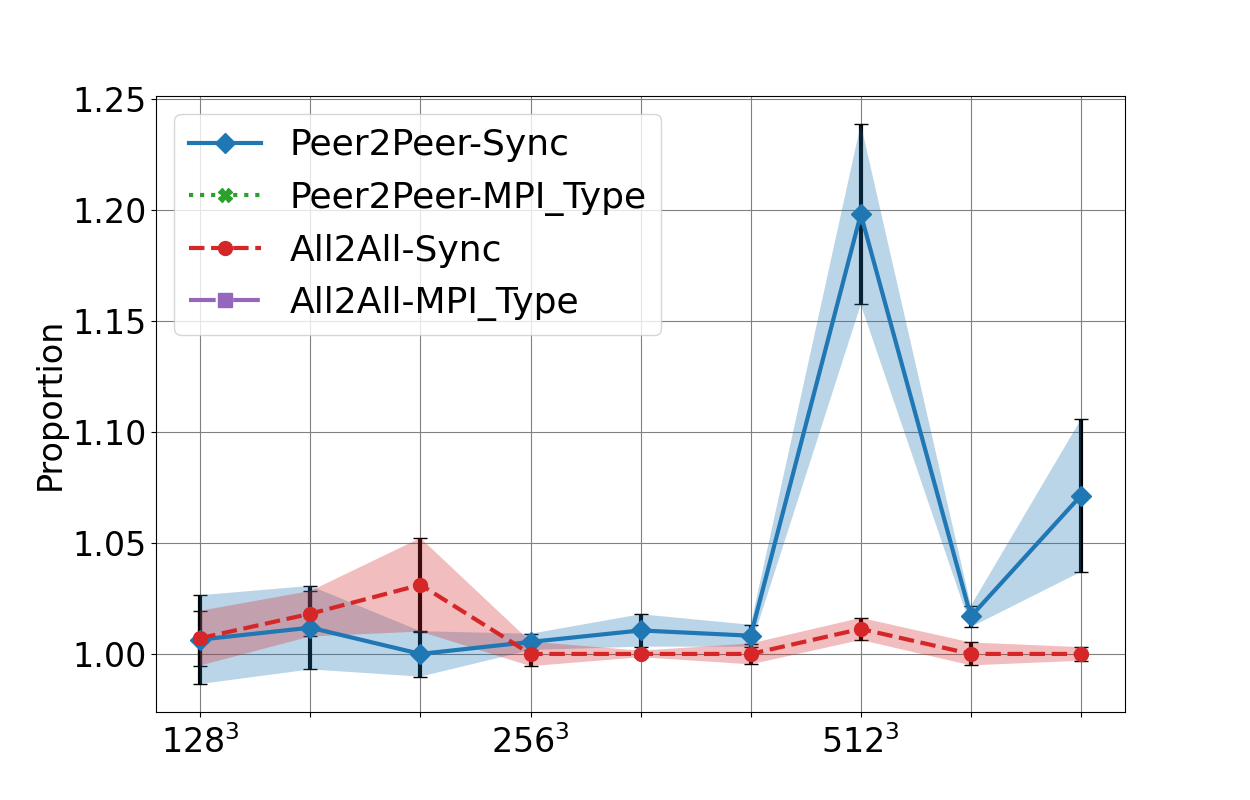 1.25
1.20
1.15
1.10
1.05
1.00
Proportion
Peer2Peer-Sync
Peer2Peer-MPI_Type
All2All-Sync
All2All-MPI_Type
128³ 256³ 512³